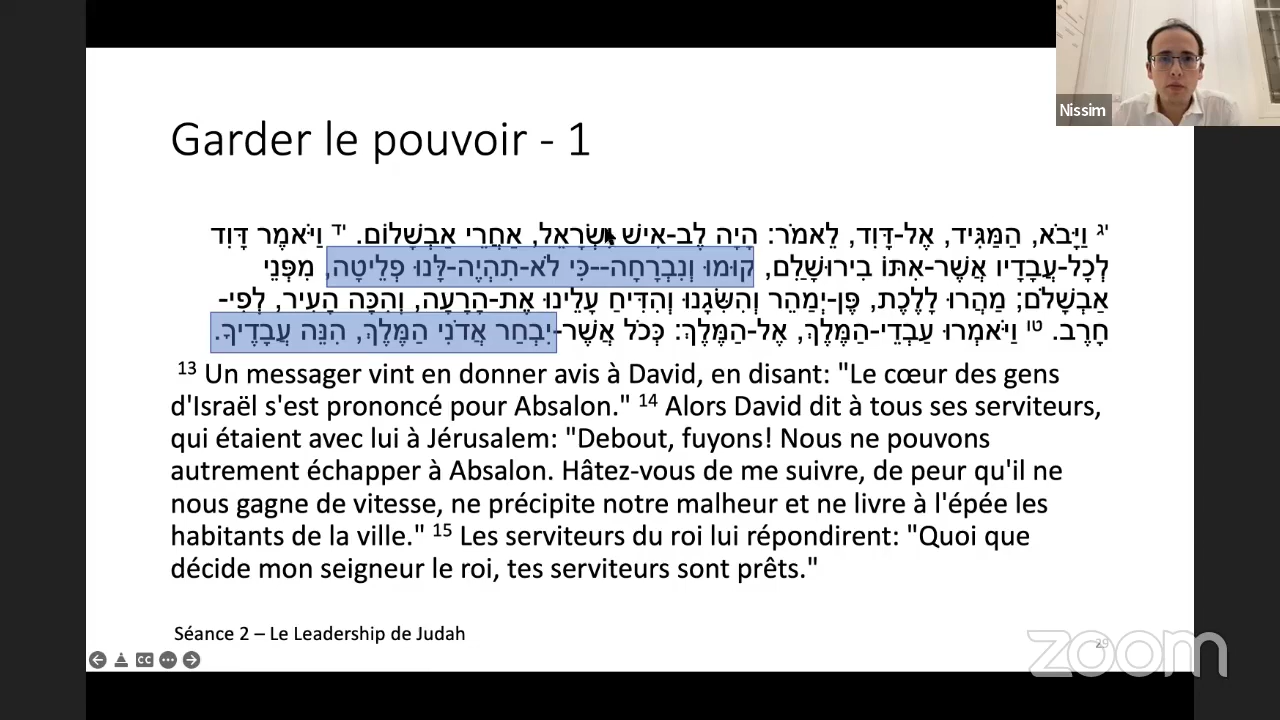 Nissim
Garder le pouvoir - 1
יג וַיָּבֹא, הַמַּגִּיד, אֶל-דָּוִד, לֵאמֹר: הָיָה לֶב-אִישׁ יִשְׂרָאֵל, אַחֲרֵי אַבְשָׁלוֹם. יד וַיֹּאמֶר דָּוִד
לְכָל-עֲבָדָיו אֲשֶׁר-אִתּוֹ בִירוּשָׁלִַם, קוּמוּ וְנִבְרָחָה--כִּי לֹא-תִהְיֶה-לָּנוּ פְלֵיטָה, מִפְּנֵי
אַבְשָׁלֹם; מַהֲרוּ לָלֶכֶת, פֶּן-יְמַהֵר וְהִשִּׂגָנוּ וְהִדִּיחַ עָלֵינוּ אֶת-הָרָעָה, וְהִכָּה הָעִיר, לְפִי-
חָרֶב. טו וַיֹּאמְרוּ עַבְדֵי-הַמֶּלֶךְ, אֶל-הַמֶּלֶךְ: כְּכֹל אֲשֶׁר-יִבְחַר אֲדֹנִי הַמֶּלֶךְ, הִנֵּה עֲבָדֶיךָ.
13 Un messager vint en donner avis à David, en disant: "Le cœur des gens
d'Israël s'est prononcé pour Absalon." 14 Alors David dit à tous ses serviteurs,
qui étaient avec lui à Jérusalem: "Debout, fuyons! Nous ne pouvons
autrement échapper à Absalon. Hâtez-vous de me suivre, de peur qu'il ne
nous gagne de vitesse, ne précipite notre malheur et ne livre à l'épée les
habitants de la ville." 15 Les serviteurs du roi lui répondirent: "Quoi que
décide mon seigneur le roi, tes serviteurs sont prêts."
Séance 2 – Le Leadership de Judah
29
CC
zoom